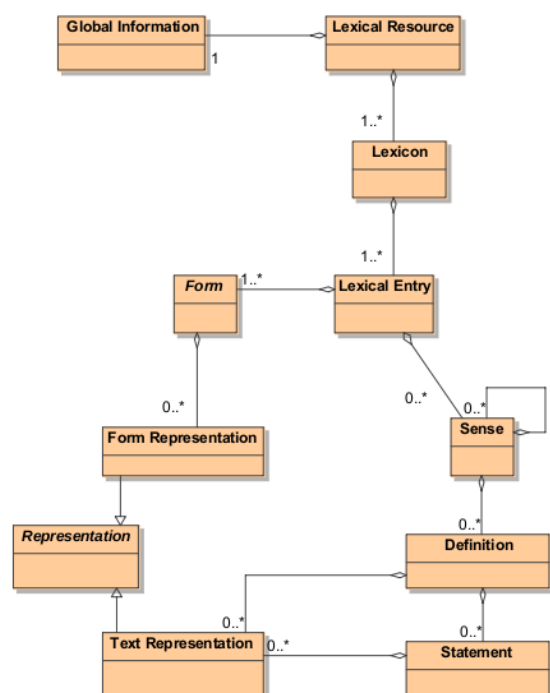 Global Information
Lexical Resource
1
1..*
Lexicon
1..*
Form
1..*
Lexical Entry
0..*
0..*
0..*
Form Representation
Sense
0..*
Representation
Definition
0..*
0..*
0..*
Text Representation
Statement